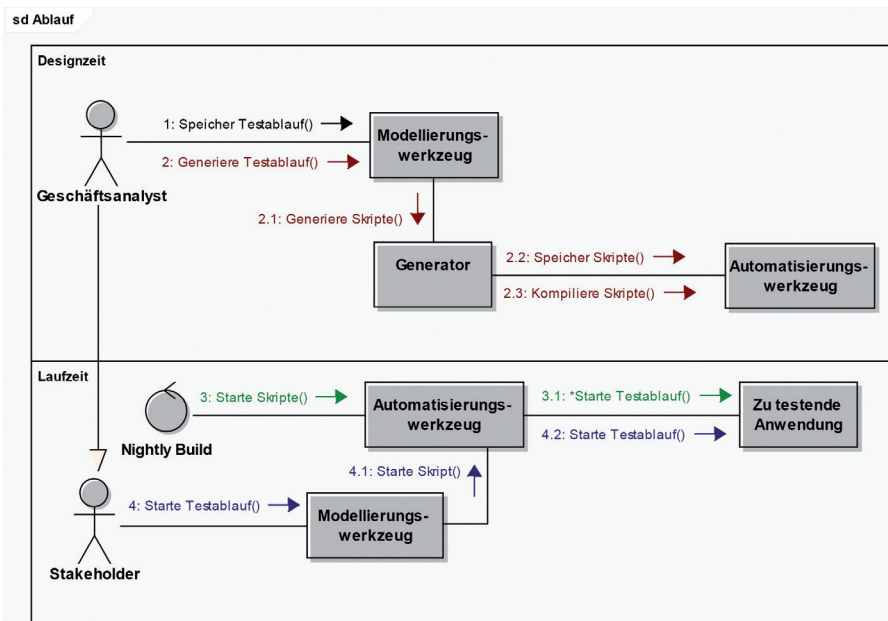 sd Ablauf
Designzeit
1: Speicher Testablauf()
Modellierungs-
werkzeug
2: Generiere Testablauf()
Geschäftsanalyst
2.1: Generiere Skripte()
Generator
2.2: Speicher Skripte()
Automatisierungs-
werkzeug
2.3: Kompiliere Skripte()
Laufzeit
3: Starte Skripte()
Nightly Build
Automatisierungs-
werkzeug
3.1: *Starte Testablauf()
4.2: Starte Testablauf()
Zu testende
Anwendung
4.1: Starte Skript()
4: Starte Testablauf()
Modellierungs-
werkzeug
Stakeholder